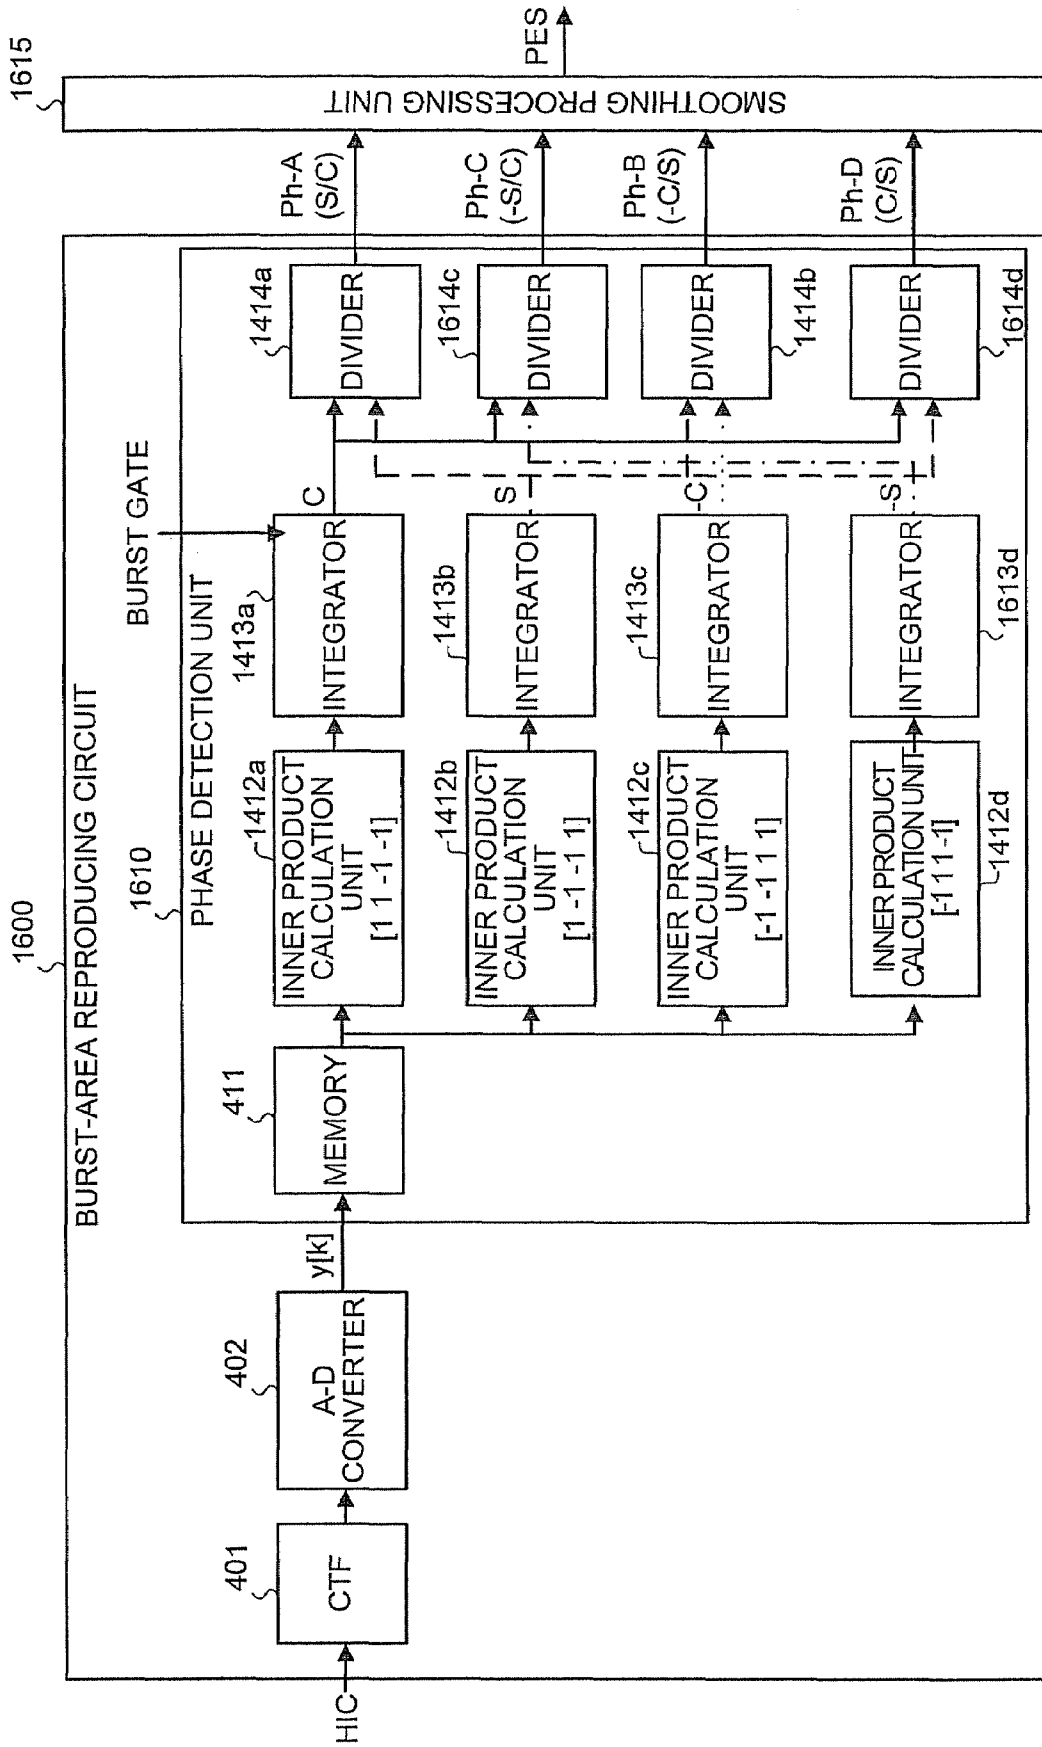 1600
BURST-AREA REPRODUCING CIRCUIT
HIC
401
CTF
402
A-D
CONVERTER
y[k]
1610
PHASE DETECTION UNIT
411
MEMORY
1412a
INNER PRODUCT
CALCULATION
UNIT
[1 1 -1 -1]
1412b
INNER PRODUCT
CALCULATION
UNIT
[1 -1 -1 1]
1412c
INNER PRODUCT
CALCULATION
UNIT
[-1 -1 1 1]
INNER PRODUCT
CALCULATION UNIT
[-1 1 1 -1]
1412d
BURST GATE
1413a
INTEGRATOR
C
1413b
INTEGRATOR
S
1413c
INTEGRATOR
-C
INTEGRATOR
-S
1613d
1414a
DIVIDER
1614c
DIVIDER
DIVIDER
1414b
DIVIDER
1614d
Ph-A
(S/C)
Ph-C
(-S/C)
Ph-B
(-C/S)
Ph-D
(C/S)
1615
SMOOTHING PROCESSING UNIT
PES